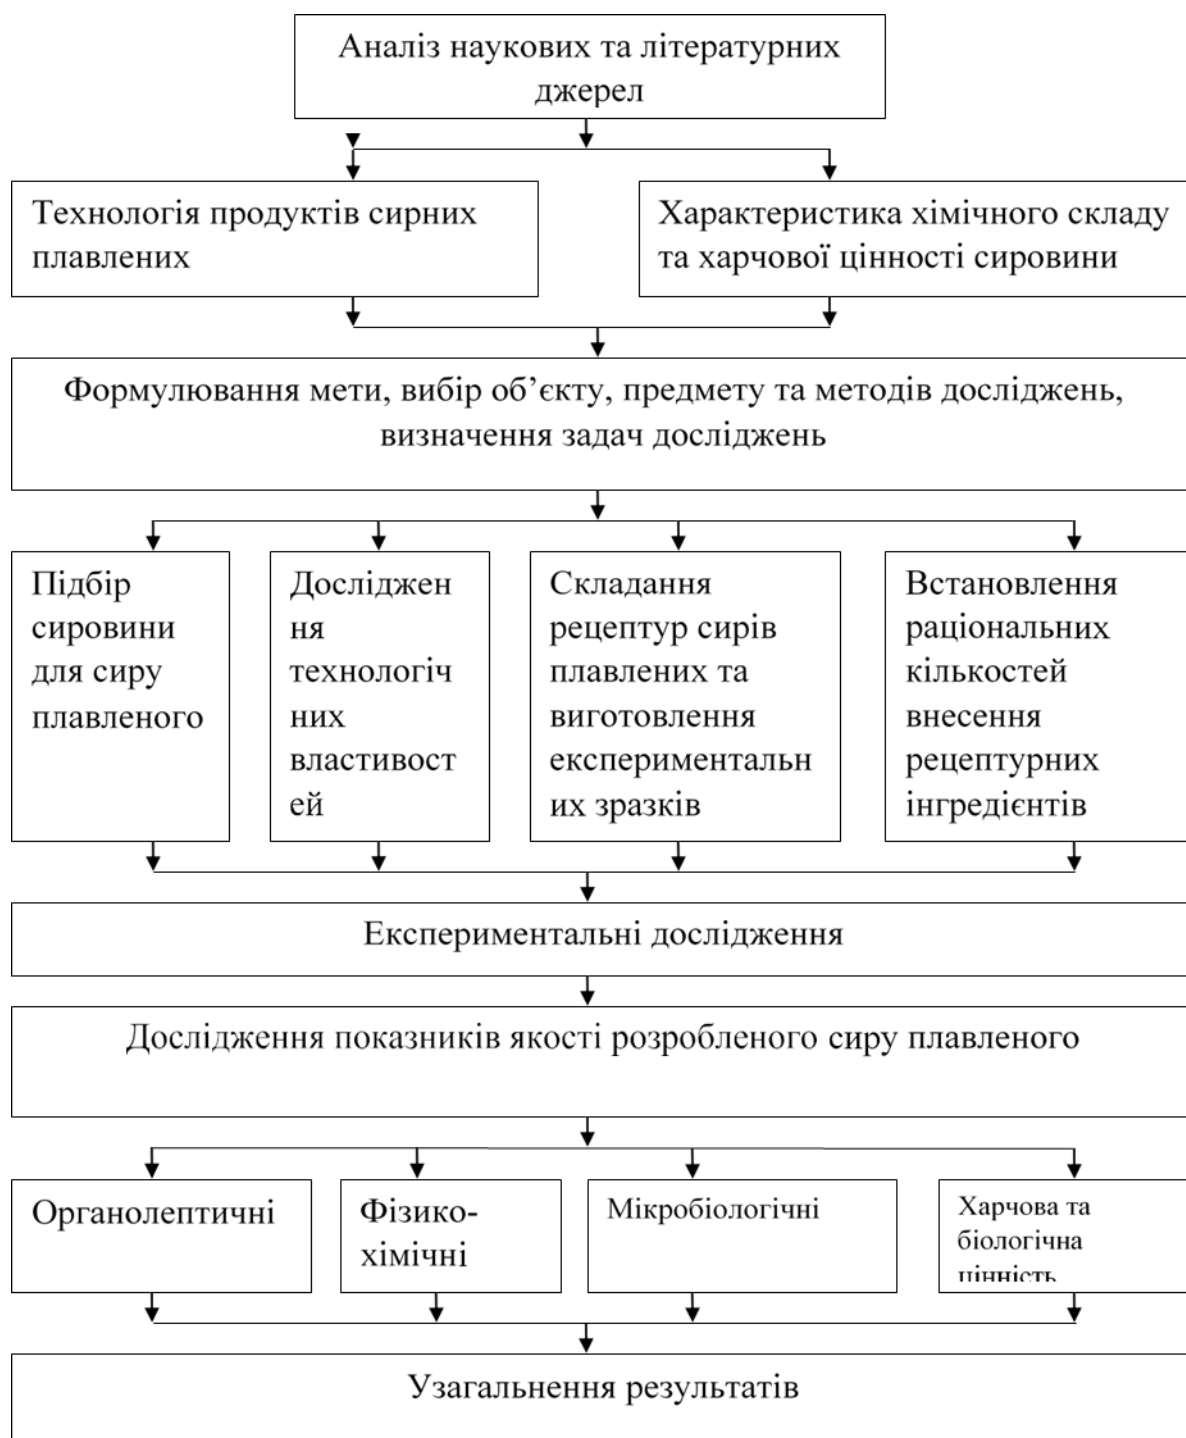 Аналіз наукових та літературних
джерел
Технологія продуктів сирних
плавлених
Характеристика хімічного складу
та харчової цінності сировини
Формулювання мети, вибір об’єкту, предмету та методів досліджень,
визначення задач досліджень
Підбір
сировини
для сиру
плавленого
Досліджен
ня
технологіч
них
властивост
ей
Складання
рецептур сирів
плавлених та
виготовлення
експериментальн
их зразків
Встановлення
раціональних
кількостей
внесення
рецептурних
інгредієнтів
Експериментальні дослідження
Дослідження показників якості розробленого сиру плавленого
Органолептичні
Фізико-
хімічні
Мікробіологічні
Харчова та
біологічна
цінність
Узагальнення результатів